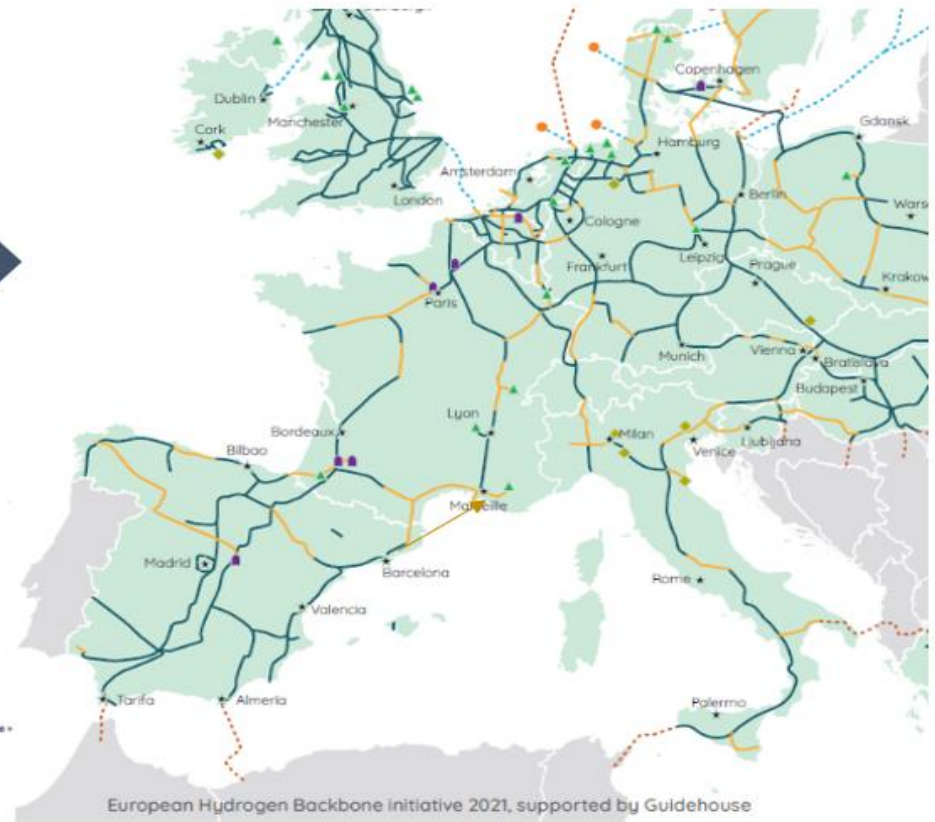 Copenhagen
Dublin
Gdansk
Manchester
Cork
Hamburg
Amsterdam
Berlin
London
Cologne
Leipzig
Frankfurt
Prague
Krakow
Paris
Vienna
Munich
Bratislava
Budapest
Lyon
Bordeaux
Milan
Ljubljana
Bilbao
Venice
Marseille
Madrid
Barcelona
Rome
Valencia
Tarifa
Almeria
Palermo
European Hydrogen Backbone initiative 2021, supported by Guidehouse